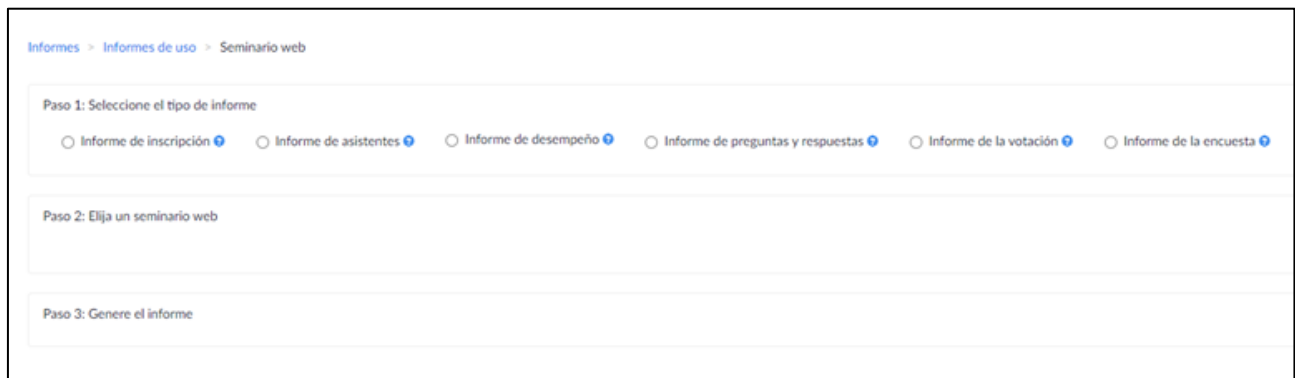 Informes > Informes de uso > Seminario web
Paso 1: Seleccione el tipo de informe
Informe de inscripción ? Informe de asistentes ? Informe de desempeño ? Informe de preguntas y respuestas ? Informe de la votación ? Informe de la encuesta ?
Paso 2: Elija un seminario web
Paso 3: Genere el informe